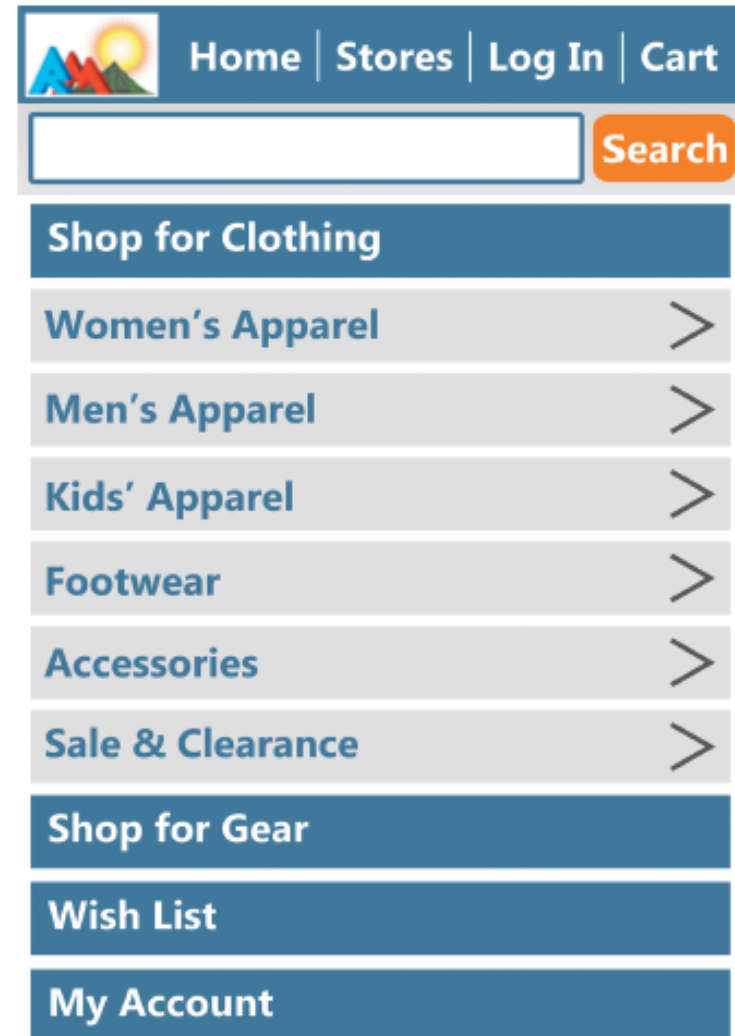 AMA
Home | Stores | Log In | Cart
Search
Shop for Clothing
Women’s Apparel
Men’s Apparel
Kids’ Apparel
Footwear
Accessories
Sale & Clearance
Shop for Gear
Wish List
My Account